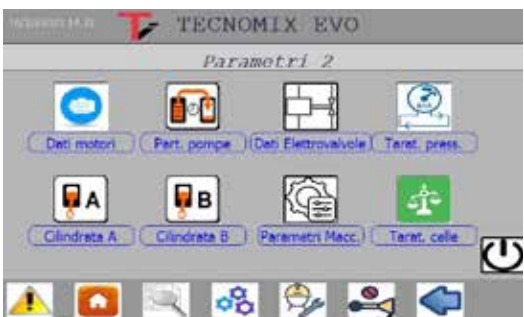 TECNOMIX EVO
Parametri 2
Dati motori
Part. pompe
Dati Elettrovalvole
Tarat. press.
A
B
Cilindrata A
Cilindrata B
Parametri Macc.
Tarat. celle